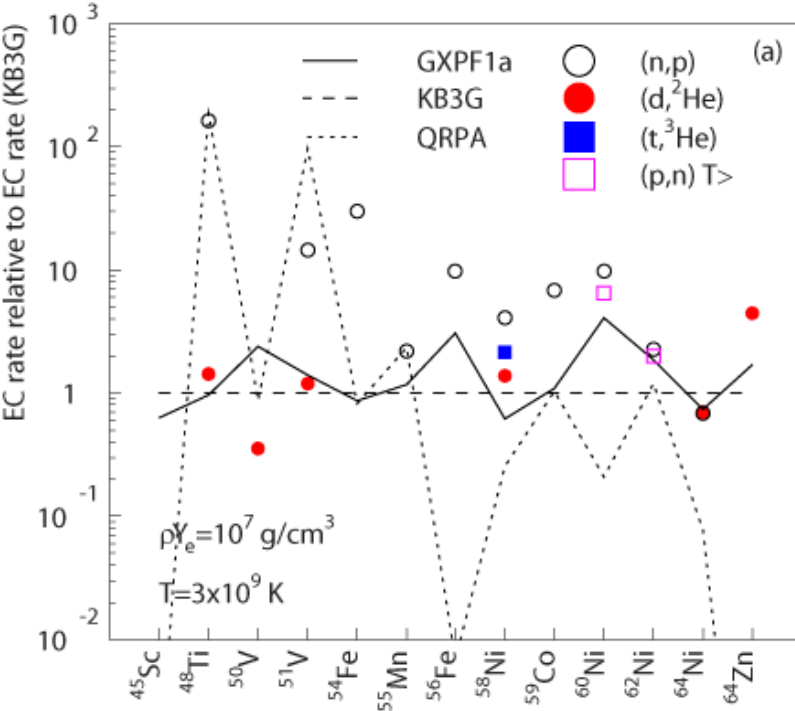 EC rate relative to EC rate (KB3G)
10³
10²
10
1
10⁻¹
10⁻²
GXPF1a
KB3G
QRPA
(n,p)
(d,²He)
(t,³He)
(p,n) T>
(a)
ρYₑ=10⁷ g/cm³
T=3x10⁹ K
⁴⁵Sc
⁴⁸Ti
⁵⁰V
⁵¹V
⁵⁴Fe
⁵⁵Mn
⁵⁶Fe
⁵⁸Ni
⁵⁹Co
⁶⁰Ni
⁶²Ni
⁶⁴Ni
⁶⁴Zn